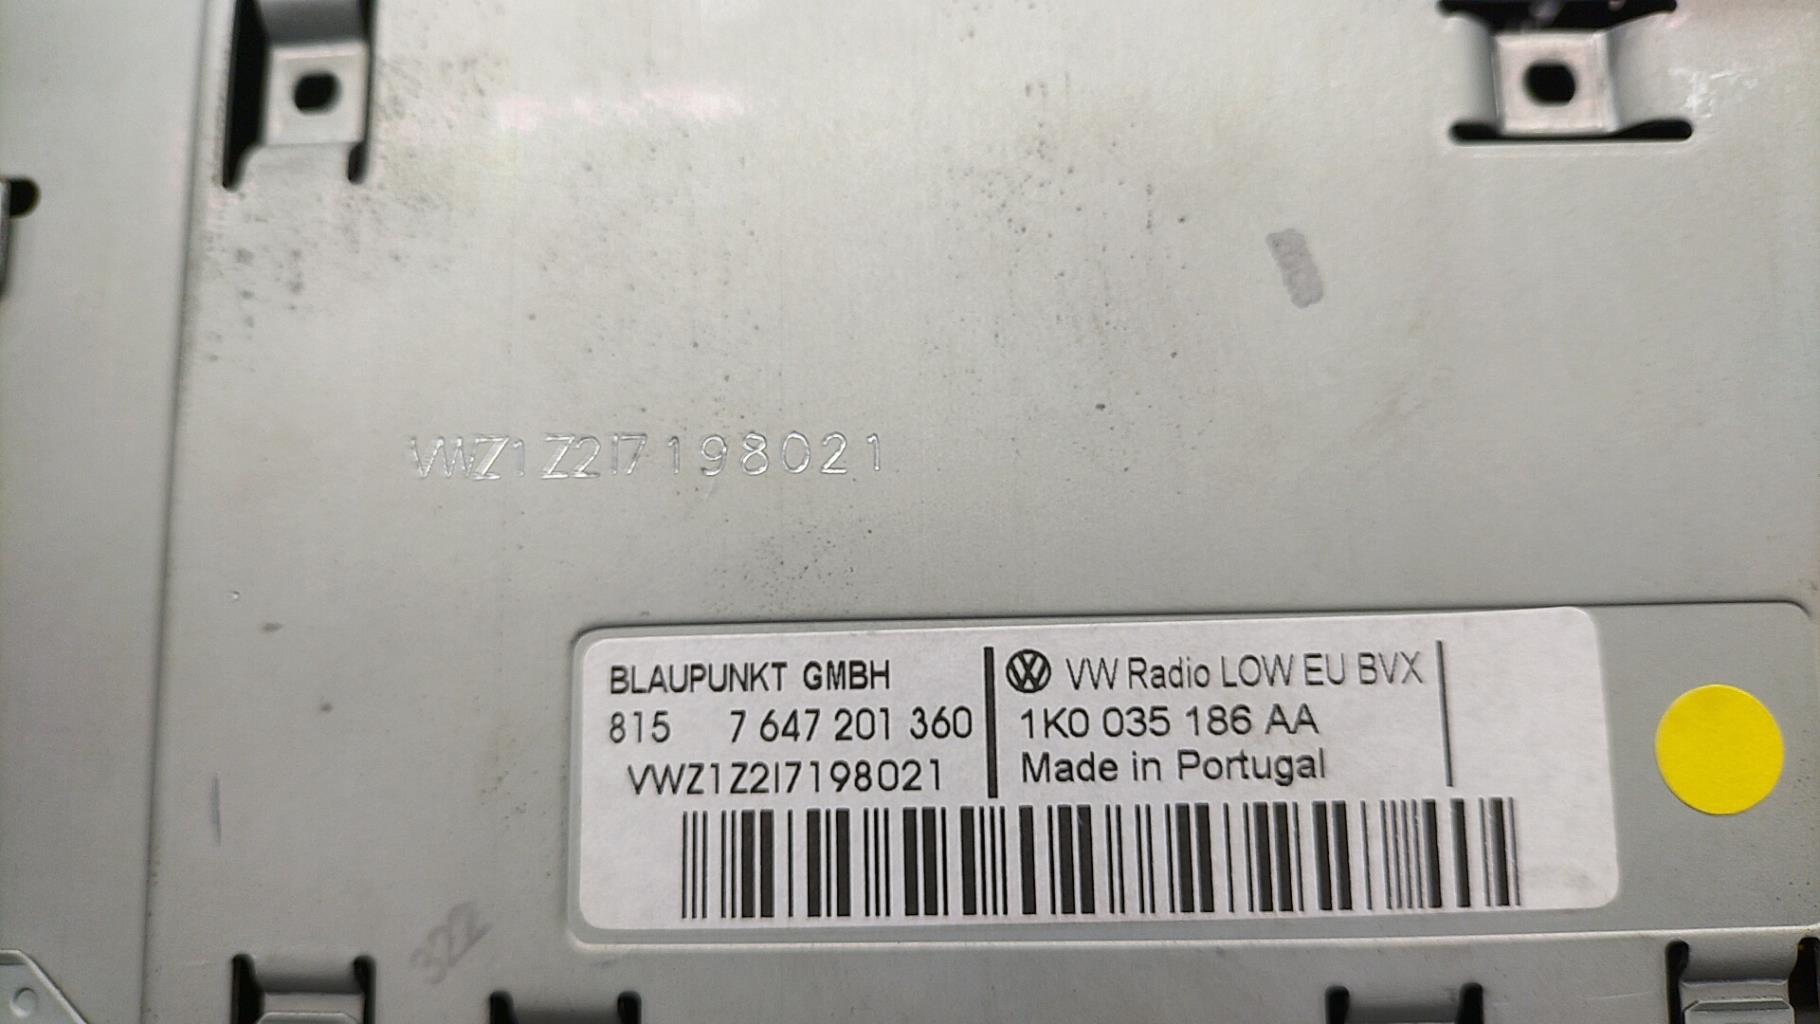 VWZ1Z2I7198021
BLAUPUNKT GMBH
815 7 647 201 360
VWZ1Z2I7198021
VW Radio LOW EU BVX
1K0 035 186 AA
Made in Portugal
322